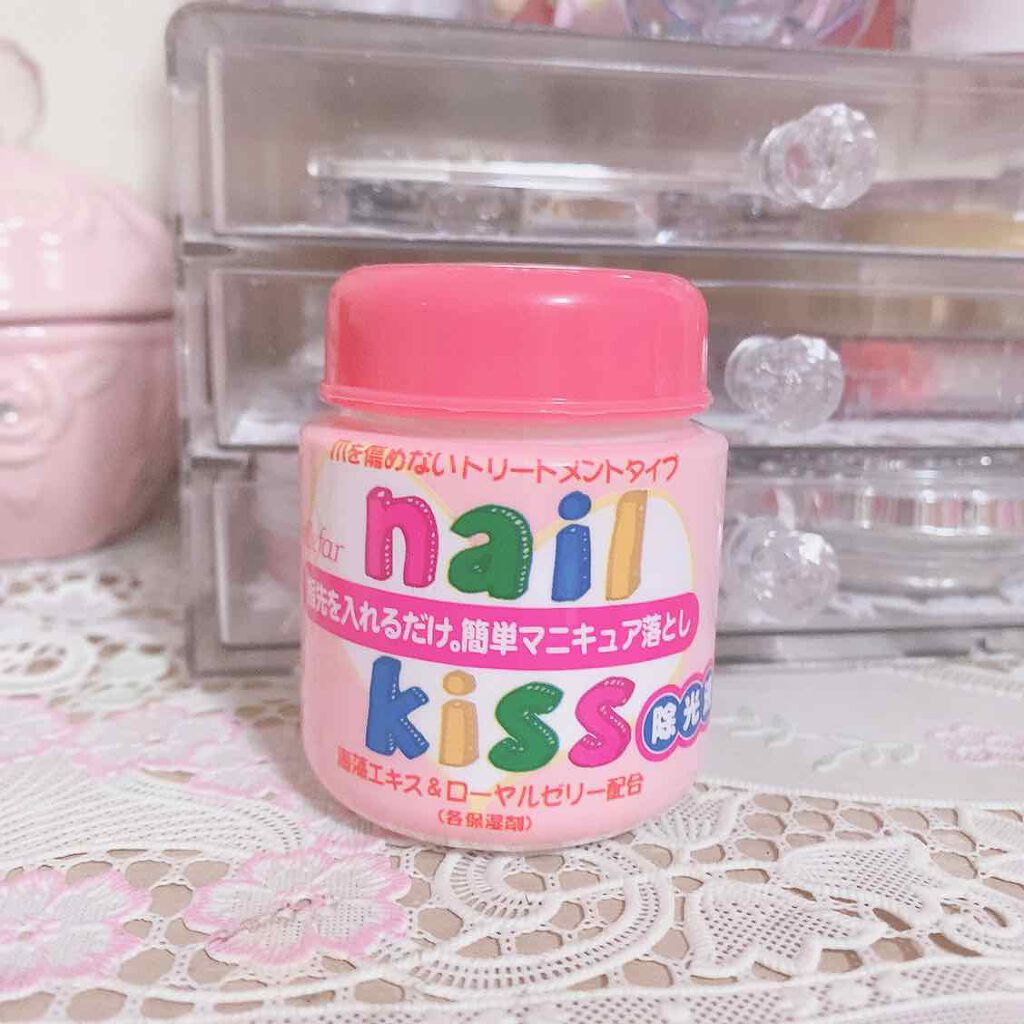 爪を傷めないトリートメントタイプ
nail
指先を入れるだけ。簡単マニキュア落とし
kiss
除光液
海藻エキス&ローヤルゼリー配合
(各保湿剤)